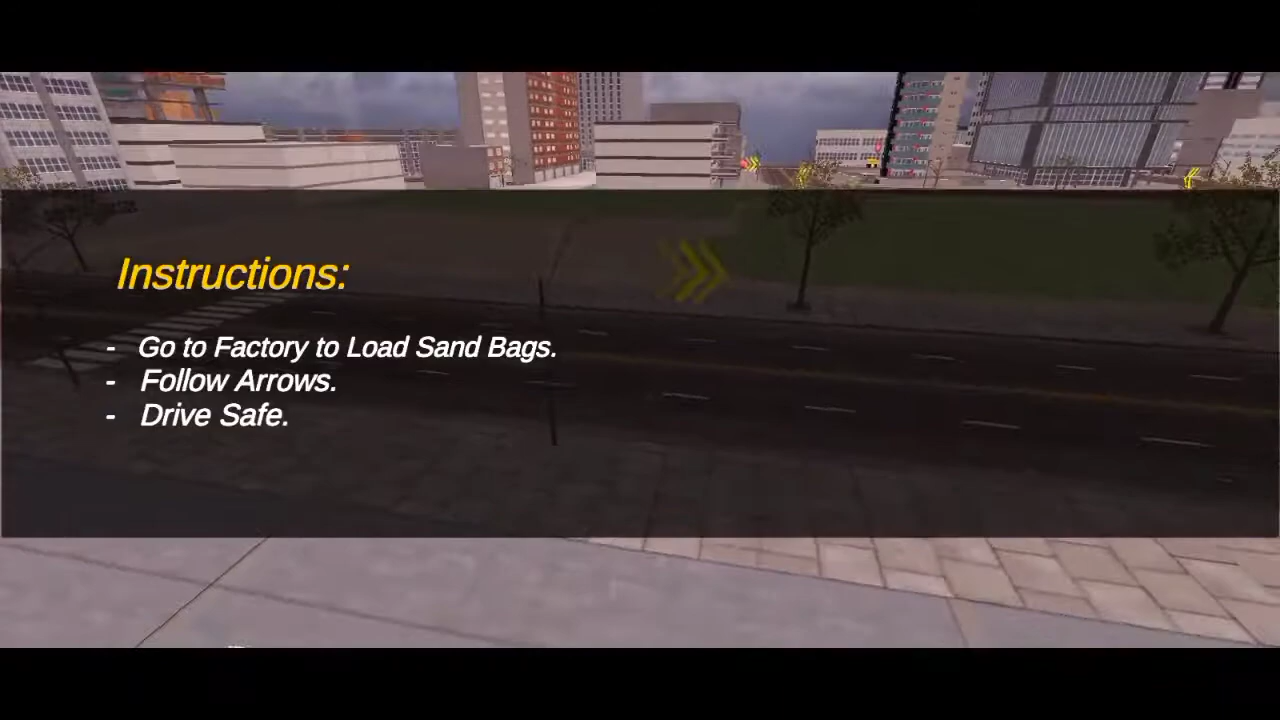 Instructions:
- Go to Factory to Load Sand Bags.
- Follow Arrows.
- Drive Safe.